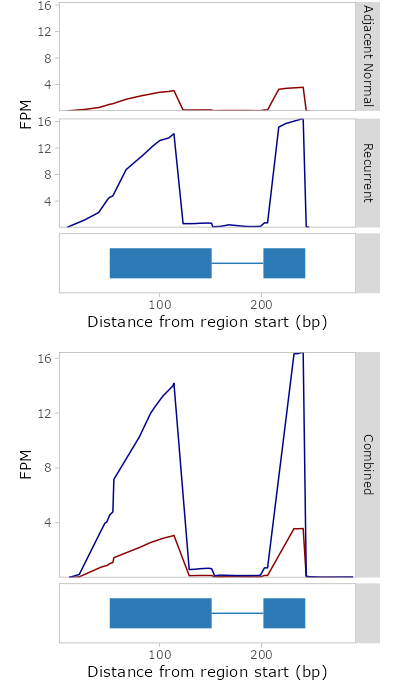 16
12
8
4
Adjacent Normal
FPM
16
12
8
4
Recurrent
100
200
Distance from region start (bp)
16
12
8
4
FPM
Combined
100
200
Distance from region start (bp)